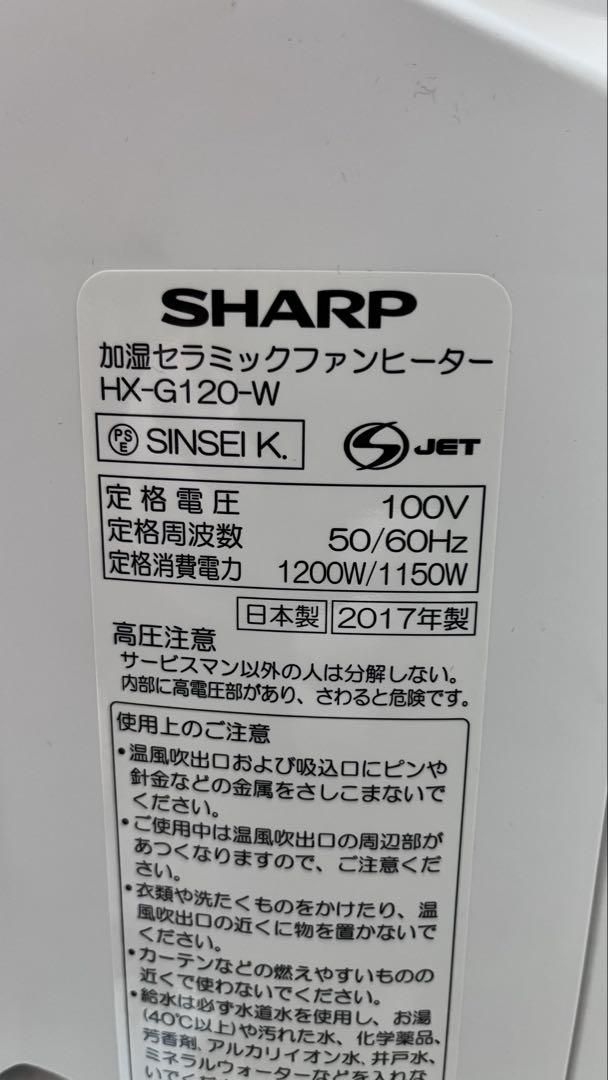 SHARP
加湿セラミックファンヒーター
HX-G120-W
PSE SINSEI K. S JET
定格電圧 100V
定格周波数 50/60Hz
定格消費電力 1200W/1150W
日本製 2017年製
高圧注意
サービスマン以外の人は分解しない。
内部に高電圧部があり、さわると危険です。
使用上のご注意
•温風吹出口および吸込口にピンや
針金などの金属をさしこまないで
ください。
•ご使用中は温風吹出口の周辺部が
あつくなりますので、ご注意くだ
さい。
•衣類や洗たくものをかけたり、温
風吹出口の近くに物を置かないで
ください。
•カーテンなどの燃えやすいものの
近くで使わないでください。
•給水は必ず水道水を使用し、お湯
(40℃以上)や汚れた水、化学薬品、
芳香剤、アルカリイオン水、井戸水、
ミネラルウォーターなどを入れな
いでください